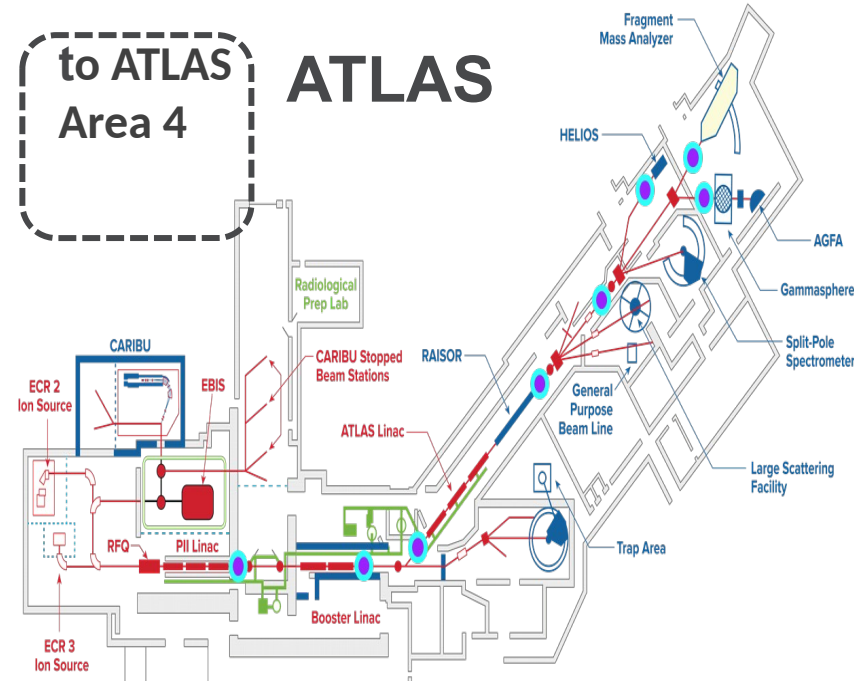 to ATLAS
Area 4
ATLAS
Fragment
Mass Analyzer
HELIOS
AGFA
Gammasphere
Split-Pole
Spectrometer
Radiological
Prep Lab
CARIBU
ECR 2
Ion Source
EBIS
CARIBU Stopped
Beam Stations
RAISOR
ATLAS Linac
General
Purpose
Beam Line
Large Scattering
Facility
RFQ
PII Linac
Trap Area
Booster Linac
ECR 3
Ion Source